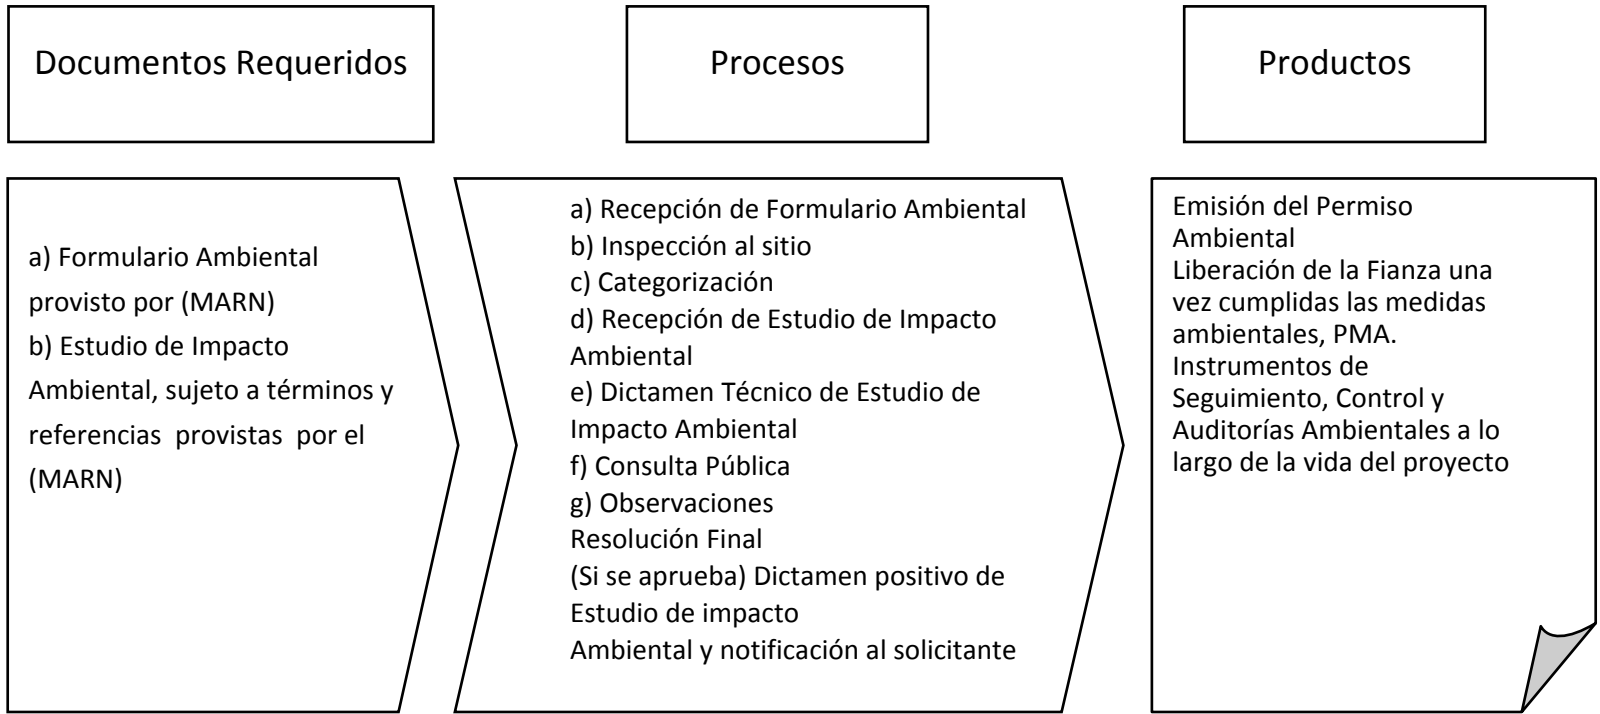 Documentos Requeridos
Procesos
Productos
a) Formulario Ambiental
provisto por (MARN)
b) Estudio de Impacto
Ambiental, sujeto a términos y
referencias  provistas  por el
(MARN)
a) Recepción de Formulario Ambiental
b) Inspección al sitio
c) Categorización
d) Recepción de Estudio de Impacto
Ambiental
e) Dictamen Técnico de Estudio de
Impacto Ambiental
f) Consulta Pública
g) Observaciones
Resolución Final
(Si se aprueba) Dictamen positivo de
Estudio de impacto
Ambiental y notificación al solicitante
Emisión del Permiso
Ambiental
Liberación de la Fianza una
vez cumplidas las medidas
ambientales, PMA.
Instrumentos de
Seguimiento, Control y
Auditorías Ambientales a lo
largo de la vida del proyecto